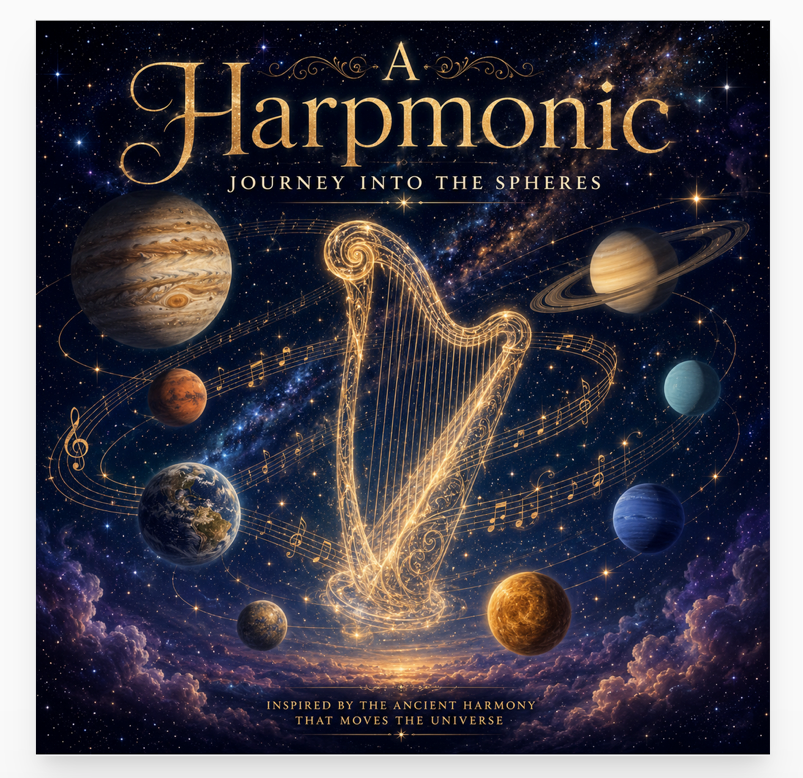 A
Harpmonic
JOURNEY INTO THE SPHERES
INSPIRED BY THE ANCIENT HARMONY
THAT MOVES THE UNIVERSE